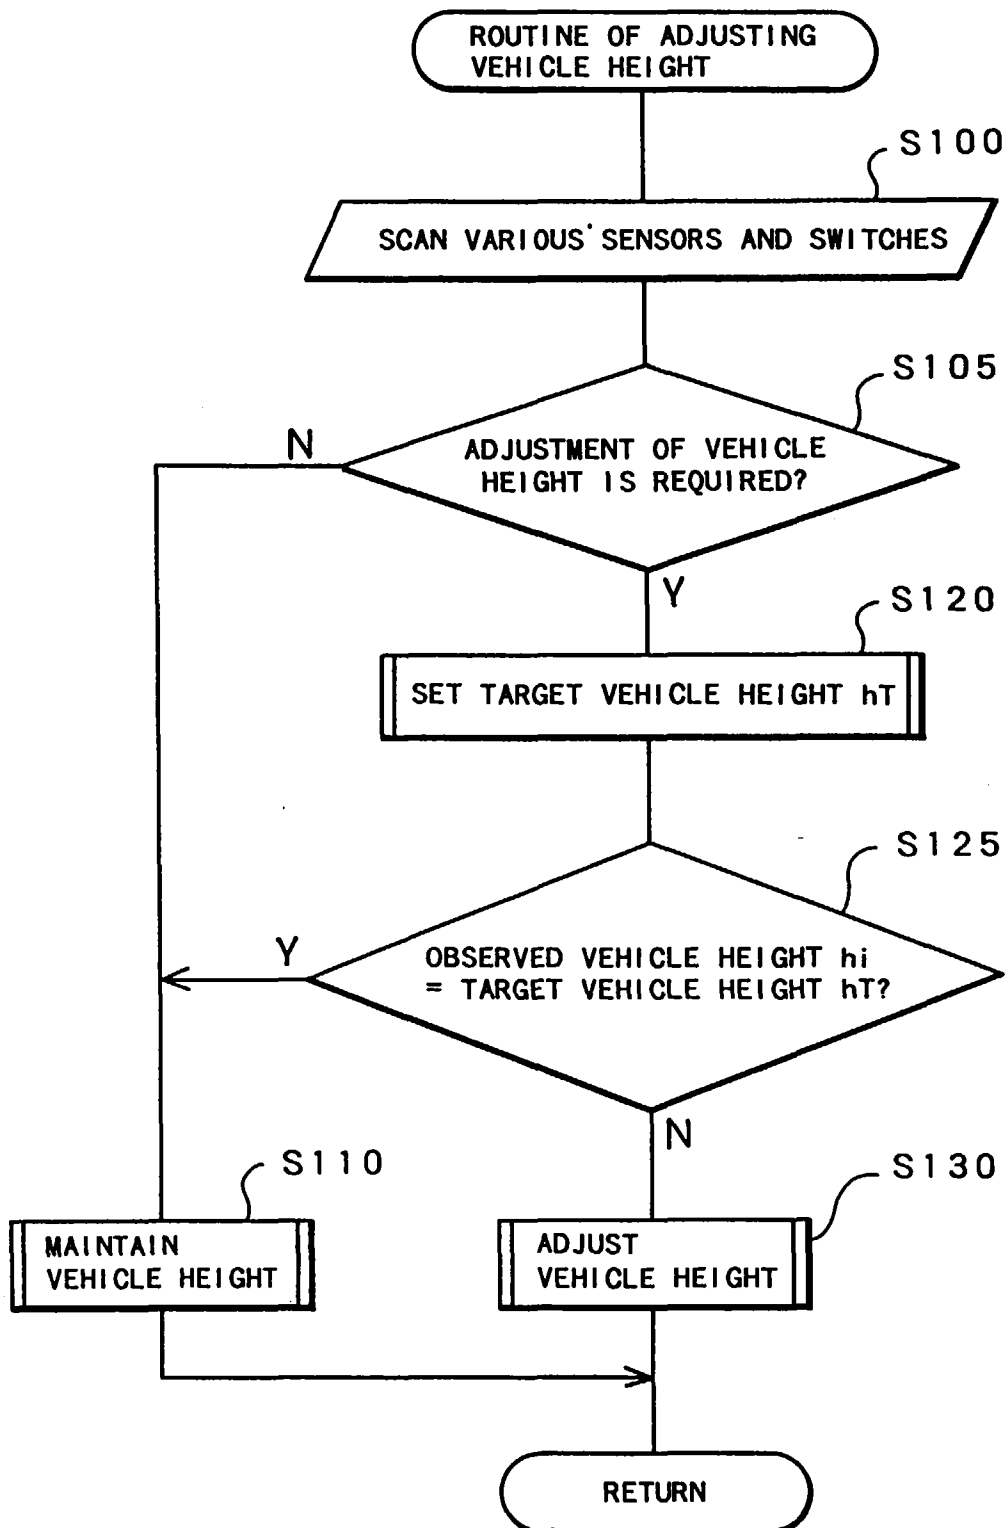 ROUTINE OF ADJUSTING
VEHICLE HEIGHT
S100
SCAN VARIOUS SENSORS AND SWITCHES
S105
N
ADJUSTMENT OF VEHICLE
HEIGHT IS REQUIRED?
Y
S120
SET TARGET VEHICLE HEIGHT hT
S125
Y
OBSERVED VEHICLE HEIGHT hi
= TARGET VEHICLE HEIGHT hT?
N
S110
S130
MAINTAIN
VEHICLE HEIGHT
ADJUST
VEHICLE HEIGHT
RETURN